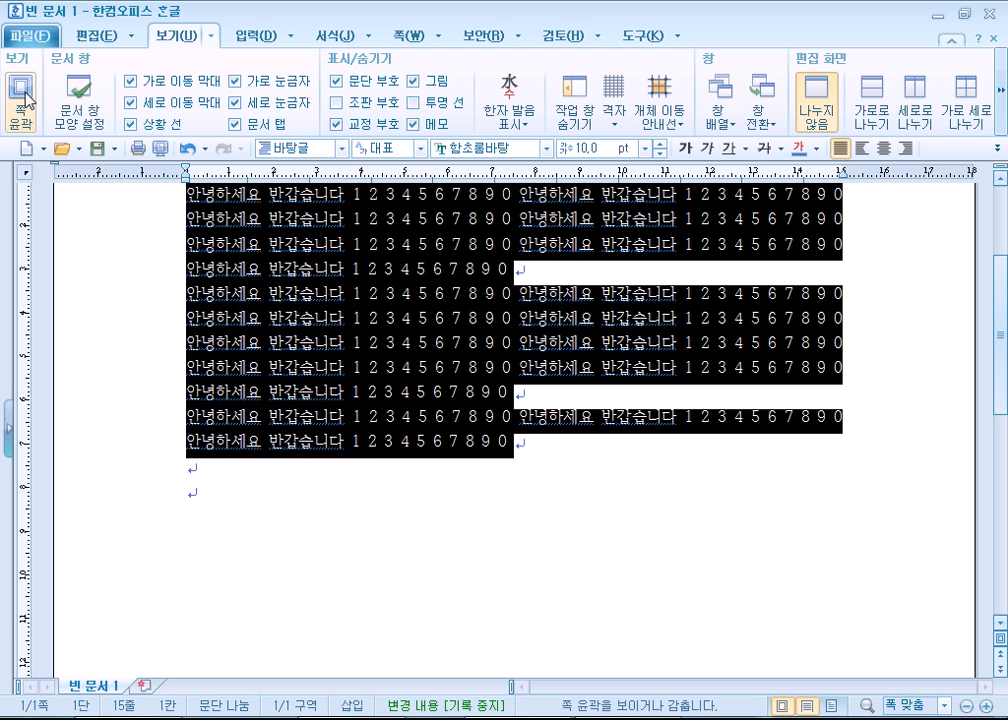 빈 문서 1 - 한컴오피스 한글
파일(F) 편집(E) 보기(U) 입력(D) 서식(J) 쪽(W) 보안(R) 검토(H) 도구(K)
보기 문서 창 표시/숨기기 창 편집 화면
쪽 윤곽
문서 창 모양 설정
가로 이동 막대 가로 눈금자
세로 이동 막대 세로 눈금자
상황 선 문서 탭
문단 부호 그림
조판 부호 투명 선
교정 부호 메모
水 수
한자 발음 표시
작업 창 숨기기
격자
개체 이동 안내선
창 배열
창 전환
나누지 않음
가로로 나누기
세로로 나누기
가로 세로 나누기
바탕글 대표 함초롬바탕 10,0 pt 가 가 가 가 가
2 1 1 2 3 4 5 6 7 8 9 10 11 12 13 14 15 16 17 18
안녕하세요 반갑습니다 1 2 3 4 5 6 7 8 9 0 안녕하세요 반갑습니다 1 2 3 4 5 6 7 8 9 0
안녕하세요 반갑습니다 1 2 3 4 5 6 7 8 9 0 안녕하세요 반갑습니다 1 2 3 4 5 6 7 8 9 0
안녕하세요 반갑습니다 1 2 3 4 5 6 7 8 9 0 안녕하세요 반갑습니다 1 2 3 4 5 6 7 8 9 0
안녕하세요 반갑습니다 1 2 3 4 5 6 7 8 9 0
안녕하세요 반갑습니다 1 2 3 4 5 6 7 8 9 0 안녕하세요 반갑습니다 1 2 3 4 5 6 7 8 9 0
안녕하세요 반갑습니다 1 2 3 4 5 6 7 8 9 0 안녕하세요 반갑습니다 1 2 3 4 5 6 7 8 9 0
안녕하세요 반갑습니다 1 2 3 4 5 6 7 8 9 0 안녕하세요 반갑습니다 1 2 3 4 5 6 7 8 9 0
안녕하세요 반갑습니다 1 2 3 4 5 6 7 8 9 0 안녕하세요 반갑습니다 1 2 3 4 5 6 7 8 9 0
안녕하세요 반갑습니다 1 2 3 4 5 6 7 8 9 0
안녕하세요 반갑습니다 1 2 3 4 5 6 7 8 9 0 안녕하세요 반갑습니다 1 2 3 4 5 6 7 8 9 0
안녕하세요 반갑습니다 1 2 3 4 5 6 7 8 9 0
빈 문서 1
1/1쪽 1단 15줄 1칸 문단 나눔 1/1 구역 삽입 변경 내용 [기록 중지] 쪽 윤곽을 보이거나 감춥니다. 폭 맞춤